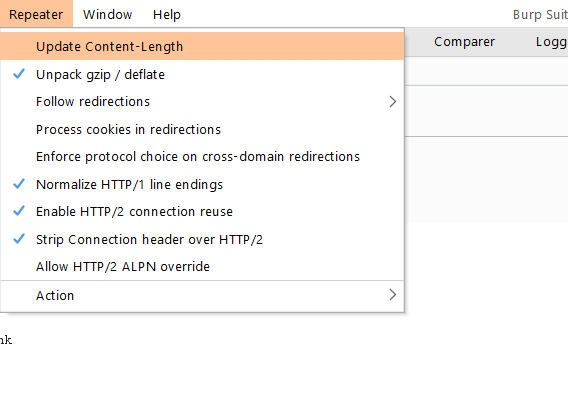 Repeater Window Help Burp Suit
Update Content-Length
Comparer Logg
Unpack gzip / deflate
Follow redirections
Process cookies in redirections
Enforce protocol choice on cross-domain redirections
Normalize HTTP/1 line endings
Enable HTTP/2 connection reuse
Strip Connection header over HTTP/2
Allow HTTP/2 ALPN override
Action
nk